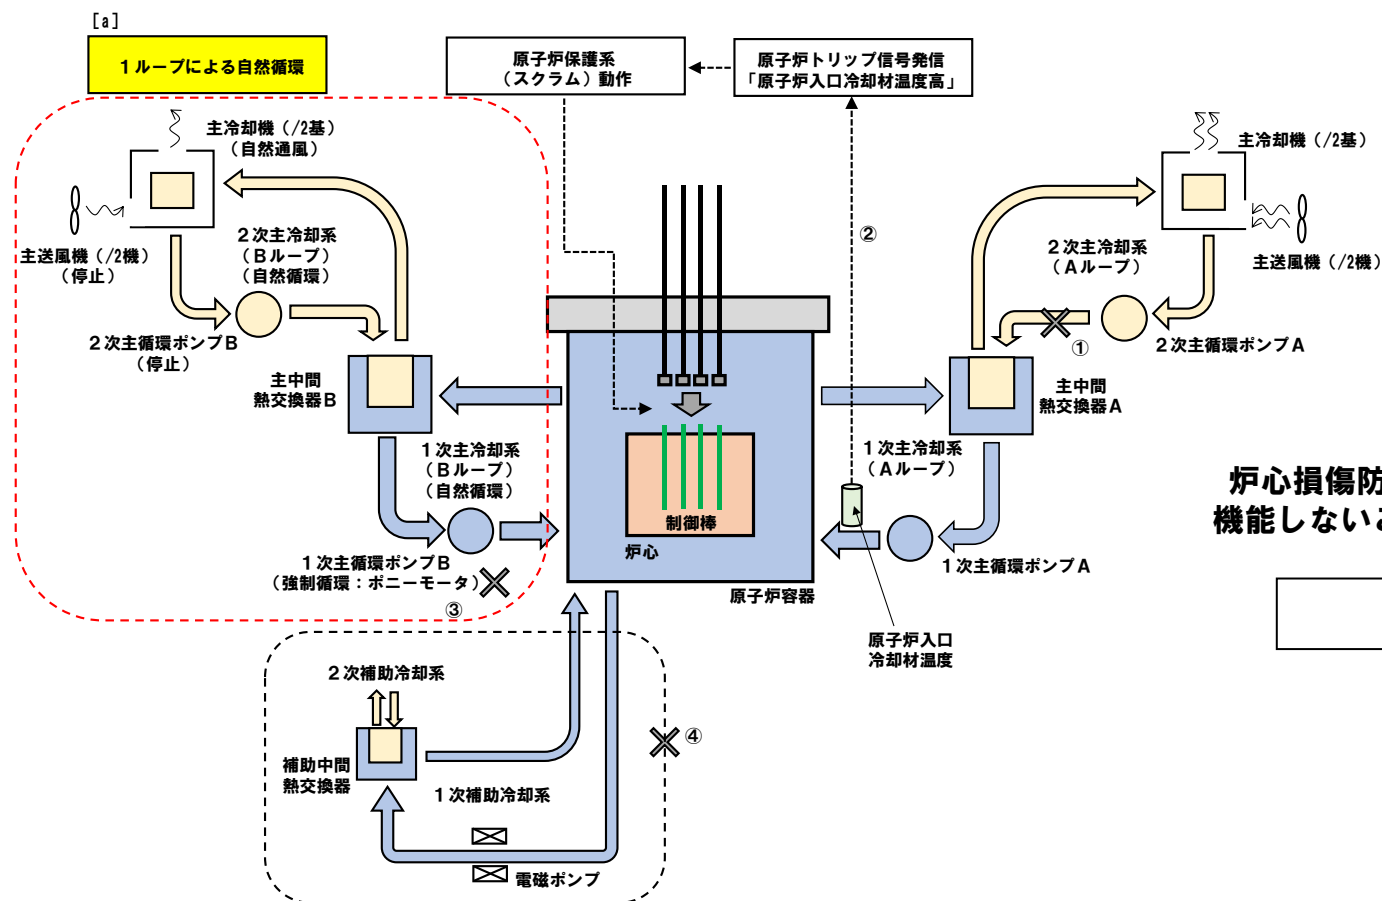 [a]
１ループによる自然循環
原子炉保護系
（スクラム）動作
原子炉トリップ信号発信
「原子炉入口冷却材温度高」
主冷却機（/2基）
（自然通風）
主送風機（/2機）
（停止）
２次主冷却系
（Ｂループ）
（自然循環）
２次主循環ポンプＢ
（停止）
主中間
熱交換器Ｂ
１次主冷却系
（Ｂループ）
（自然循環）
１次主循環ポンプＢ
（強制循環：ポニーモータ）
③
②
制御棒
炉心
原子炉容器
主冷却機（/2基）
主送風機（/2機）
２次主冷却系
（Ａループ）
①
２次主循環ポンプＡ
主中間
熱交換器Ａ
１次主冷却系
（Ａループ）
１次主循環ポンプＡ
原子炉入口
冷却材温度
炉心損傷防
機能しない
２次補助冷却系
④
補助中間
熱交換器
１次補助冷却系
電磁ポンプ